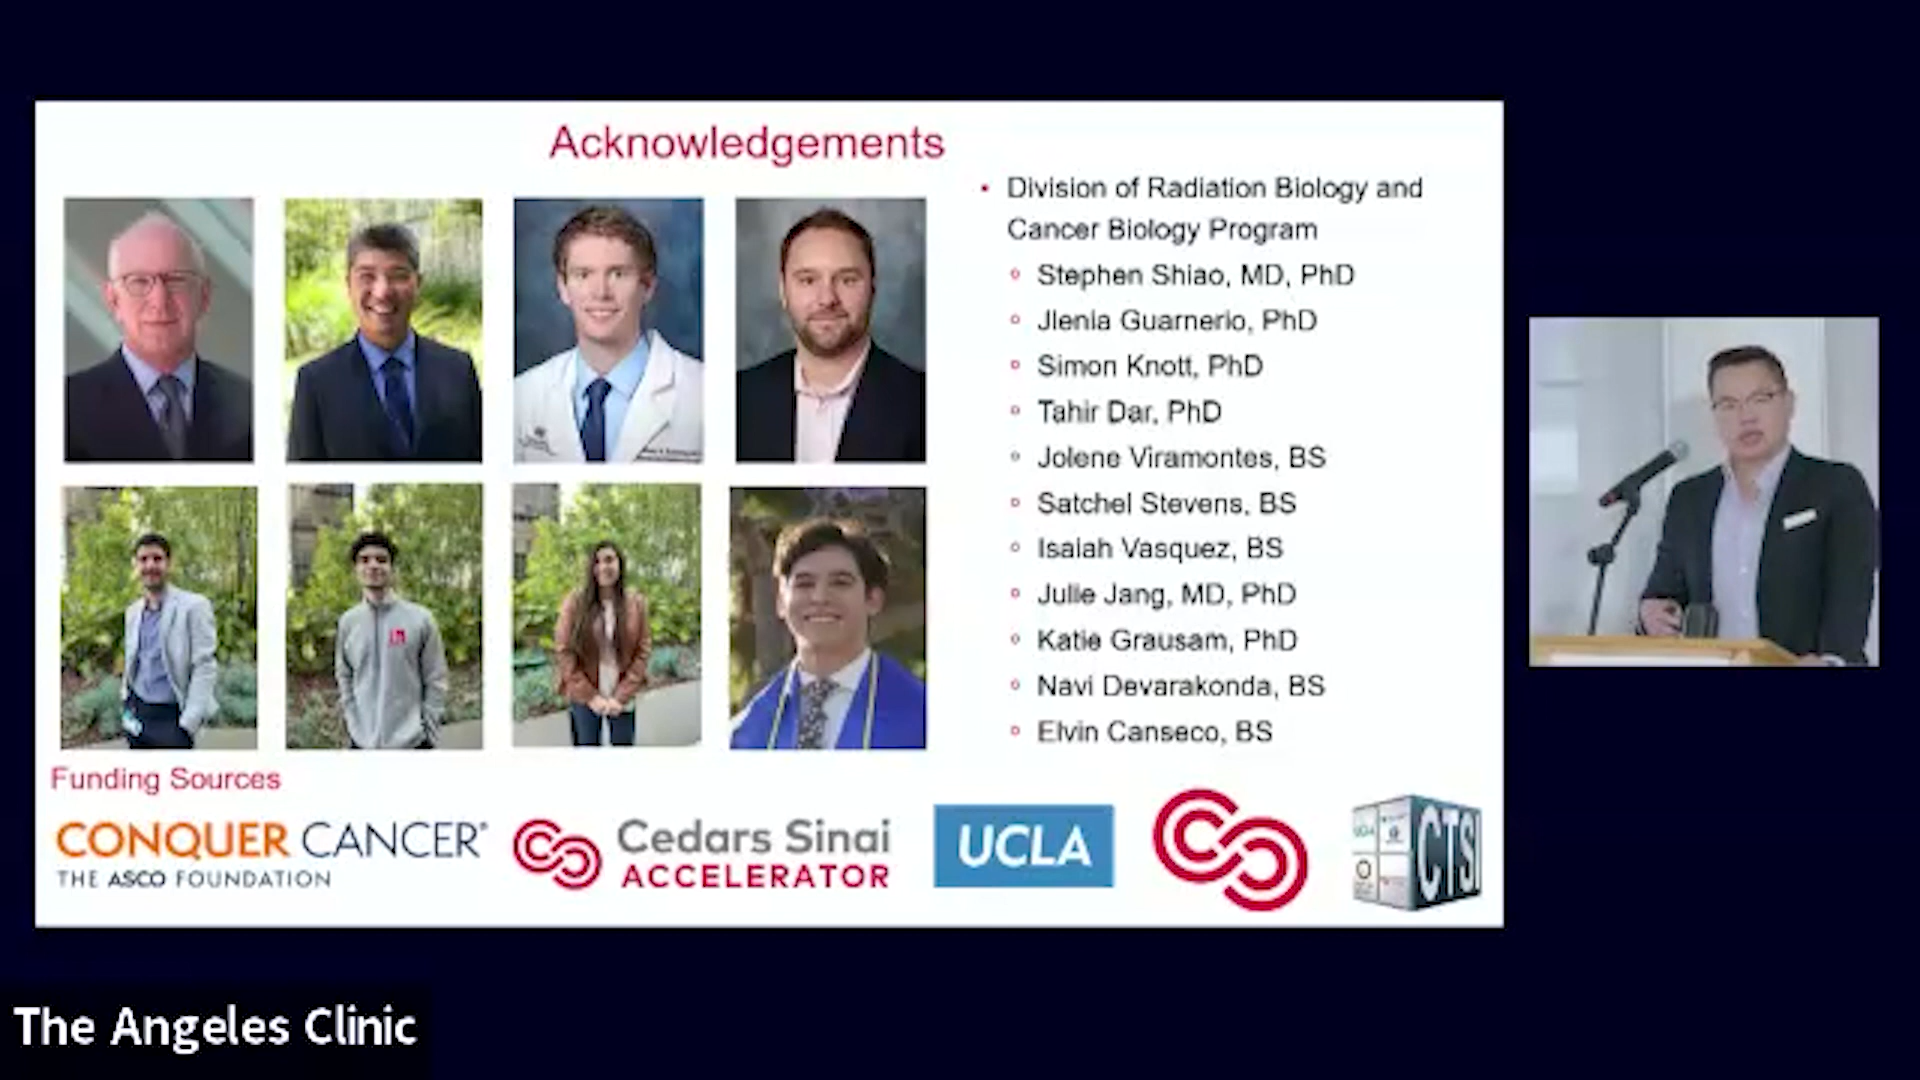 Acknowledgements
Division of Radiation Biology and
Cancer Biology Program
Stephen Shiao, MD, PhD
Jlenia Guarnerio, PhD
Simon Knott, PhD
Tahir Dar, PhD
Jolene Viramontes, BS
Satchel Stevens, BS
Isaiah Vasquez, BS
Julie Jang, MD, PhD
Katie Grausam, PhD
Navi Devarakonda, BS
Elvin Canseco, BS
Funding Sources
CONQUER CANCER®
THE ASCO FOUNDATION
Cedars Sinai
ACCELERATOR
UCLA
CTSI
The Angeles Clinic